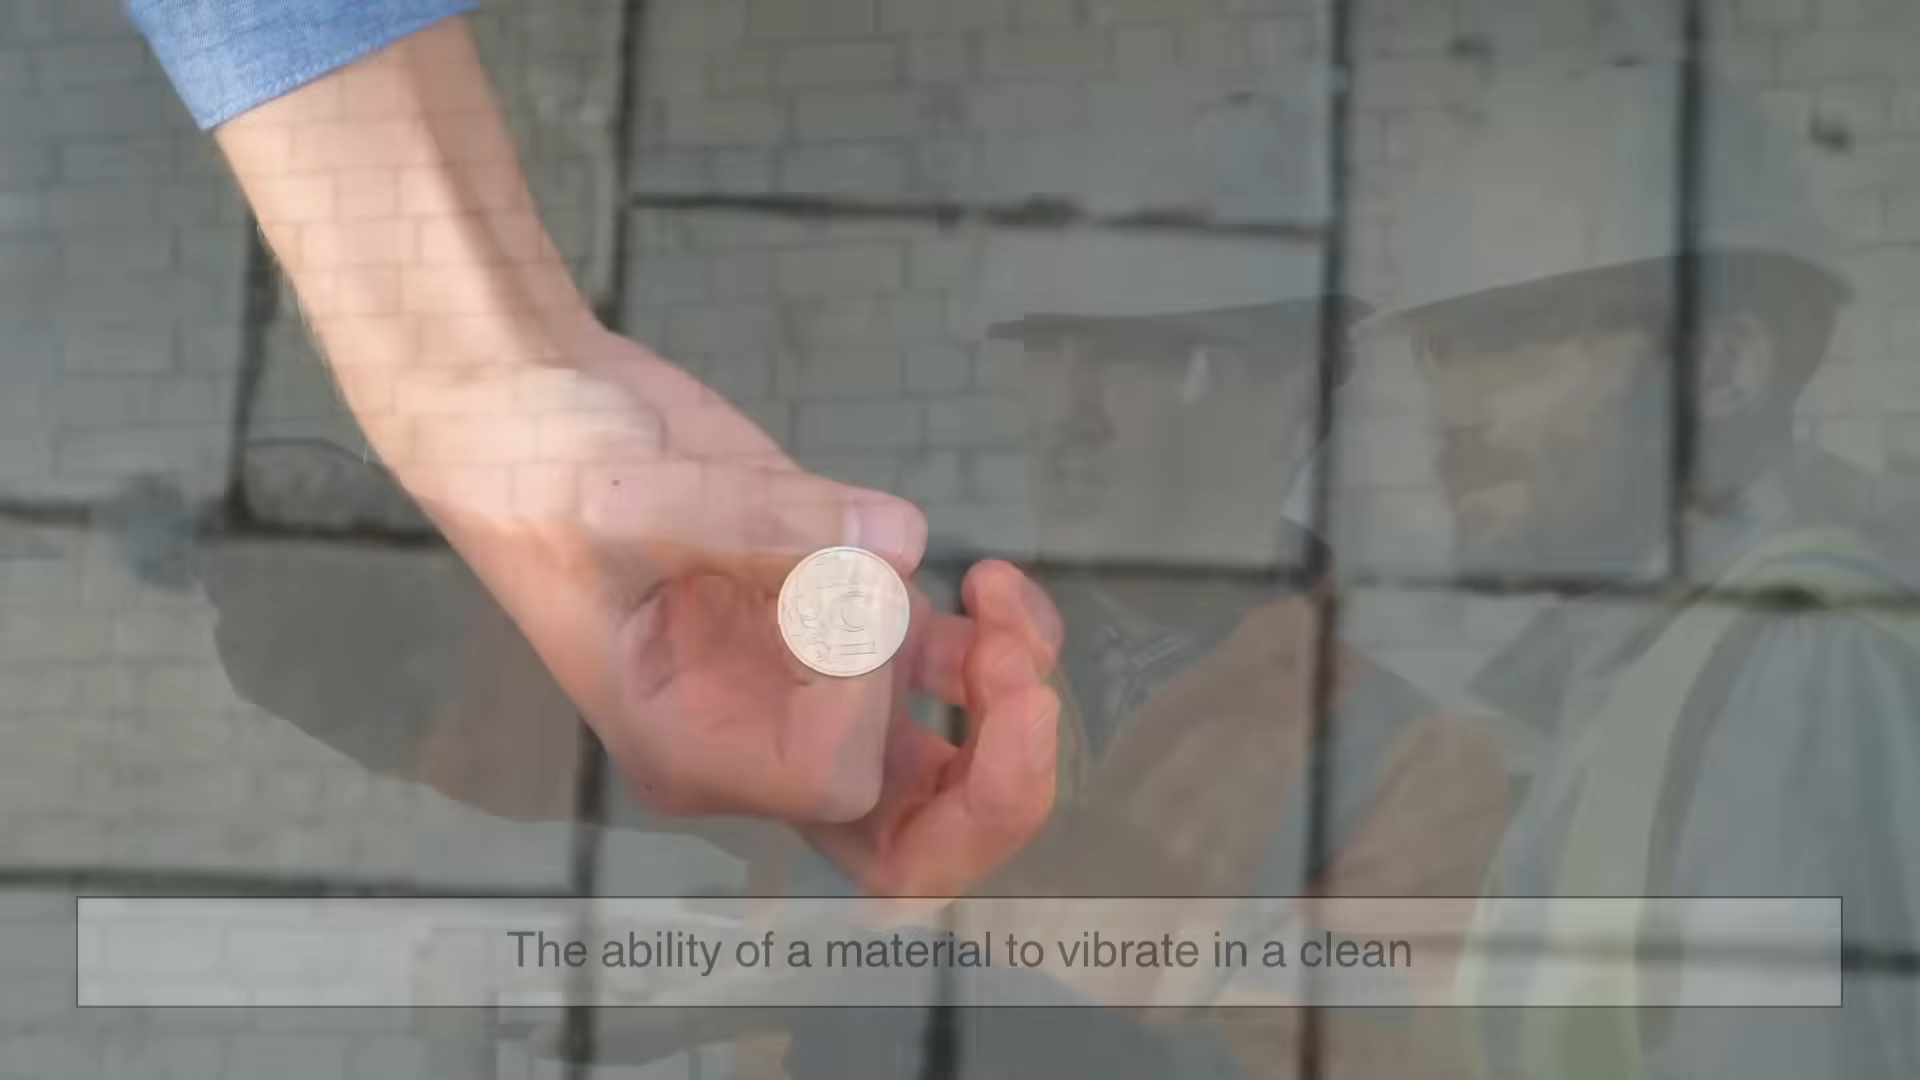 The ability of a material to vibrate in a clean